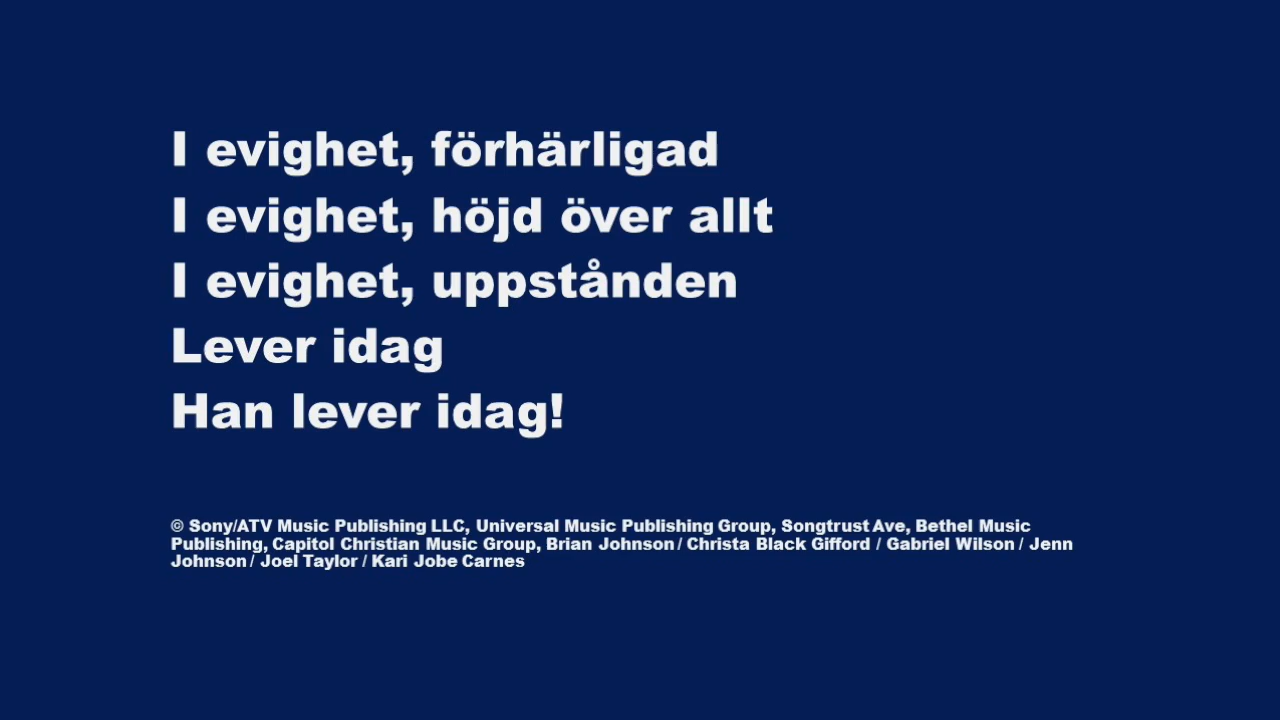 I evighet, förhärligad
I evighet, höjd över allt
I evighet, uppstånden
Lever idag
Han lever idag!
© Sony/ATV Music Publishing LLC, Universal Music Publishing Group, Songtrust Ave, Bethel Music
Publishing, Capitol Christian Music Group, Brian Johnson / Christa Black Gifford / Gabriel Wilson / Jenn
Johnson / Joel Taylor / Kari Jobe Carnes